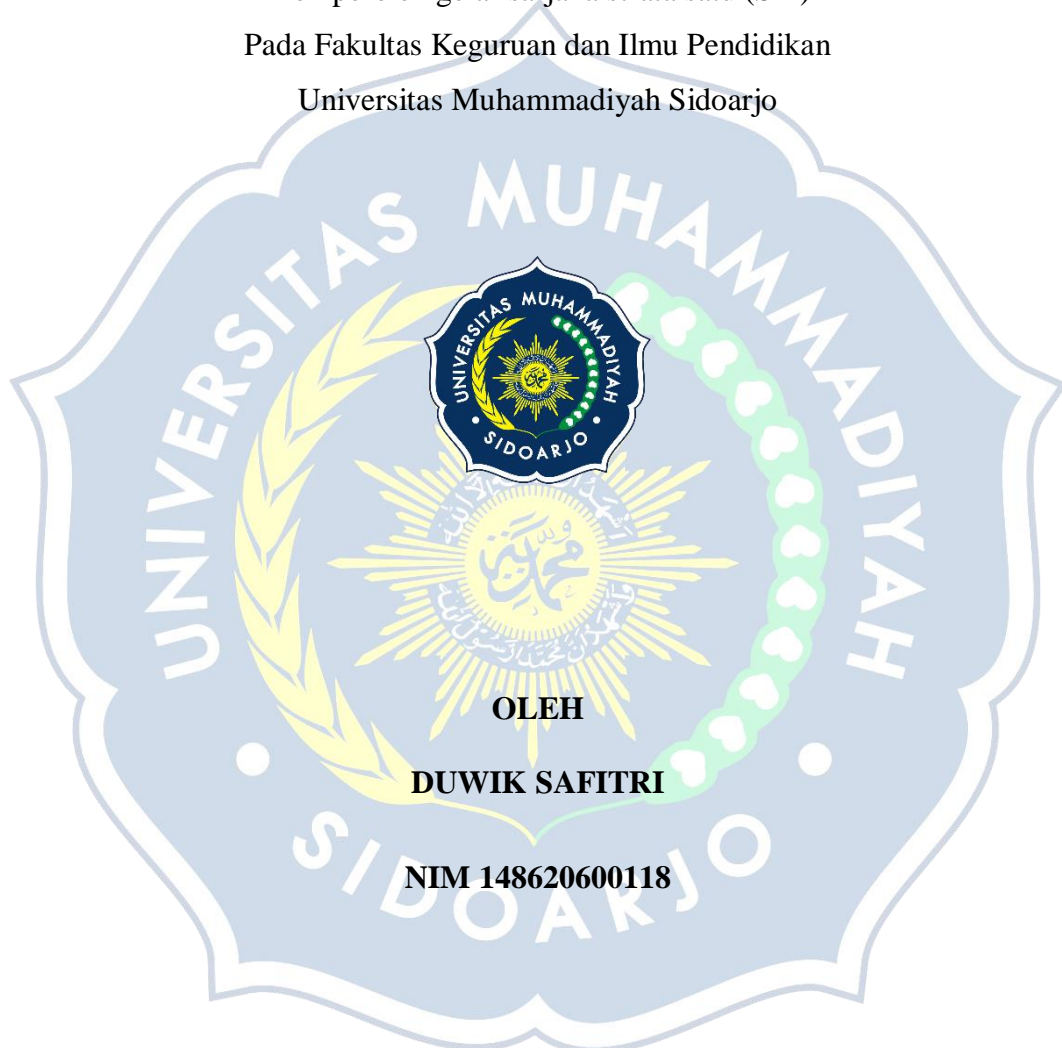 Pada Fakultas Keguruan dan Ilmu Pendidikan
Universitas Muhammadiyah Sidoarjo
UNIVERSITAS MUHAMMADIYAH
SIDOARJO
UNIVERSITAS MUHAMMADIYAH
SIDOARJO
محمدية
OLEH
DUWIK SAFITRI
NIM 148620600118